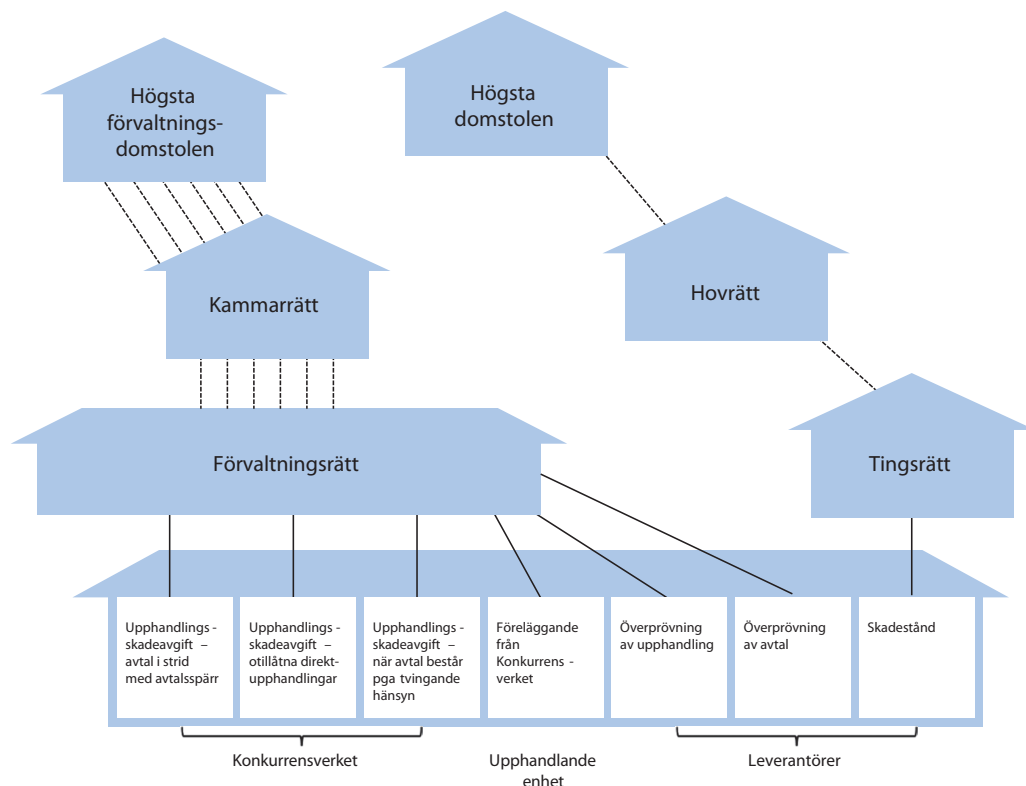 Högsta
förvaltnings-
domstolen
Högsta
domstolen
Kammarrätt
Hovrätt
Förvaltningsrätt
Tingsrätt
Upphandlings -
skadeavgift –
avtal i strid
med avtalsspärr
Upphandlings -
skadeavgift –
otillåtna direkt-
upphandlingar
Upphandlings -
skadeavgift –
när avtal består
pga tvingande
hänsyn
Föreläggande
från
Konkurrens -
verket
Överprövning
av upphandling
Överprövning
av avtal
Skadestånd
Konkurrensverket
Upphandlande
enhet
Leverantörer